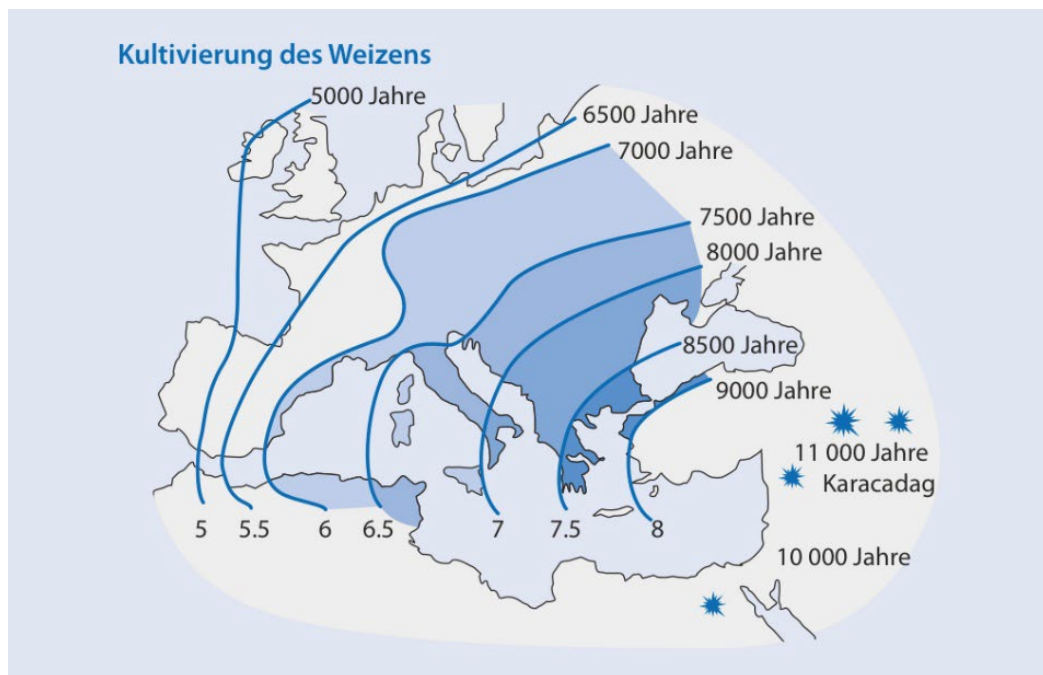 Kultivierung des Weizens
5000 Jahre
6500 Jahre
7000 Jahre
7500 Jahre
8000 Jahre
8500 Jahre
9000 Jahre
11 000 Jahre
Karacadag
5
5.5
6
6.5
7
7.5
8
10 000 Jahre